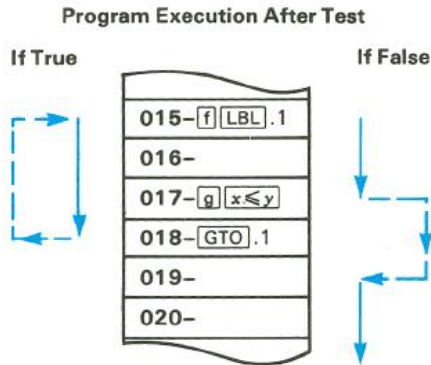 Program Execution After Test
If True
If False
015-f LBL .1
016-
017-g x≤y
018-GTO .1
019-
020-